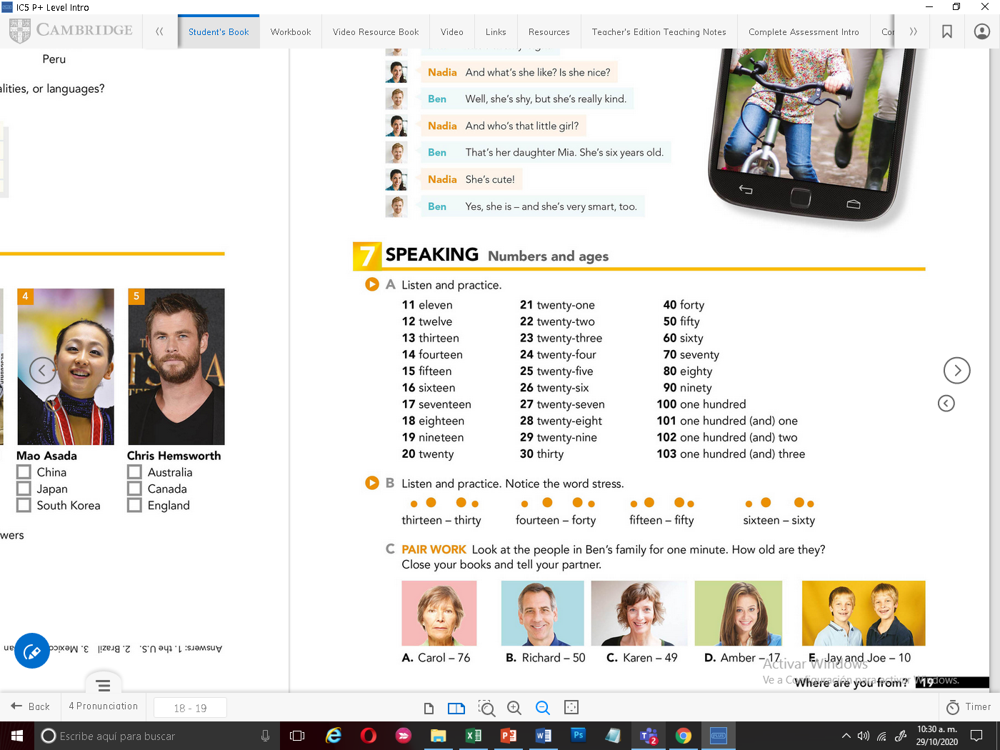 IC5 P+ Level Intro
CAMBRIDGE
Student's Book
Workbook
Video Resource Book
Video
Links
Resources
Teacher's Edition Teaching Notes
Complete Assessment Intro
Peru
alities, or languages?
4
5
Mao Asada
China
Japan
South Korea
Chris Hemsworth
Australia
Canada
England
wers
Answers: 1. the U.S. 2. Brazil 3. Mexico
Nadia And what's she like? Is she nice?
Ben Well, she's shy, but she's really kind.
Nadia And who's that little girl?
Ben That's her daughter Mia. She's six years old.
Nadia She's cute!
Ben Yes, she is – and she's very smart, too.
7 SPEAKING Numbers and ages
A Listen and practice.
11 eleven
12 twelve
13 thirteen
14 fourteen
15 fifteen
16 sixteen
17 seventeen
18 eighteen
19 nineteen
20 twenty
21 twenty-one
22 twenty-two
23 twenty-three
24 twenty-four
25 twenty-five
26 twenty-six
27 twenty-seven
28 twenty-eight
29 twenty-nine
30 thirty
40 forty
50 fifty
60 sixty
70 seventy
80 eighty
90 ninety
100 one hundred
101 one hundred (and) one
102 one hundred (and) two
103 one hundred (and) three
B Listen and practice. Notice the word stress.
thirteen – thirty
fourteen – forty
fifteen – fifty
sixteen – sixty
C PAIR WORK Look at the people in Ben's family for one minute. How old are they?
Close your books and tell your partner.
A. Carol – 76
B. Richard – 50
C. Karen – 49
D. Amber – 17
E. Jay and Joe – 10
Activar Windows
Ve a Configuración para activar Windows.
Where are you from? 19
Back
4 Pronunciation
18 - 19
Timer
Escribe aquí para buscar
2
PLUS
10:30 a. m.
29/10/2020